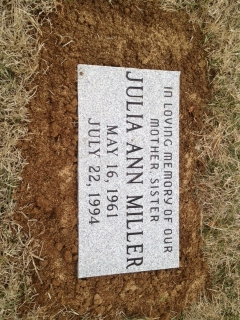 IN LOVING MEMORY OF OUR
MOTHER, SISTER
JULIA ANN MILLER
MAY 16, 1961
JULY 22, 1994